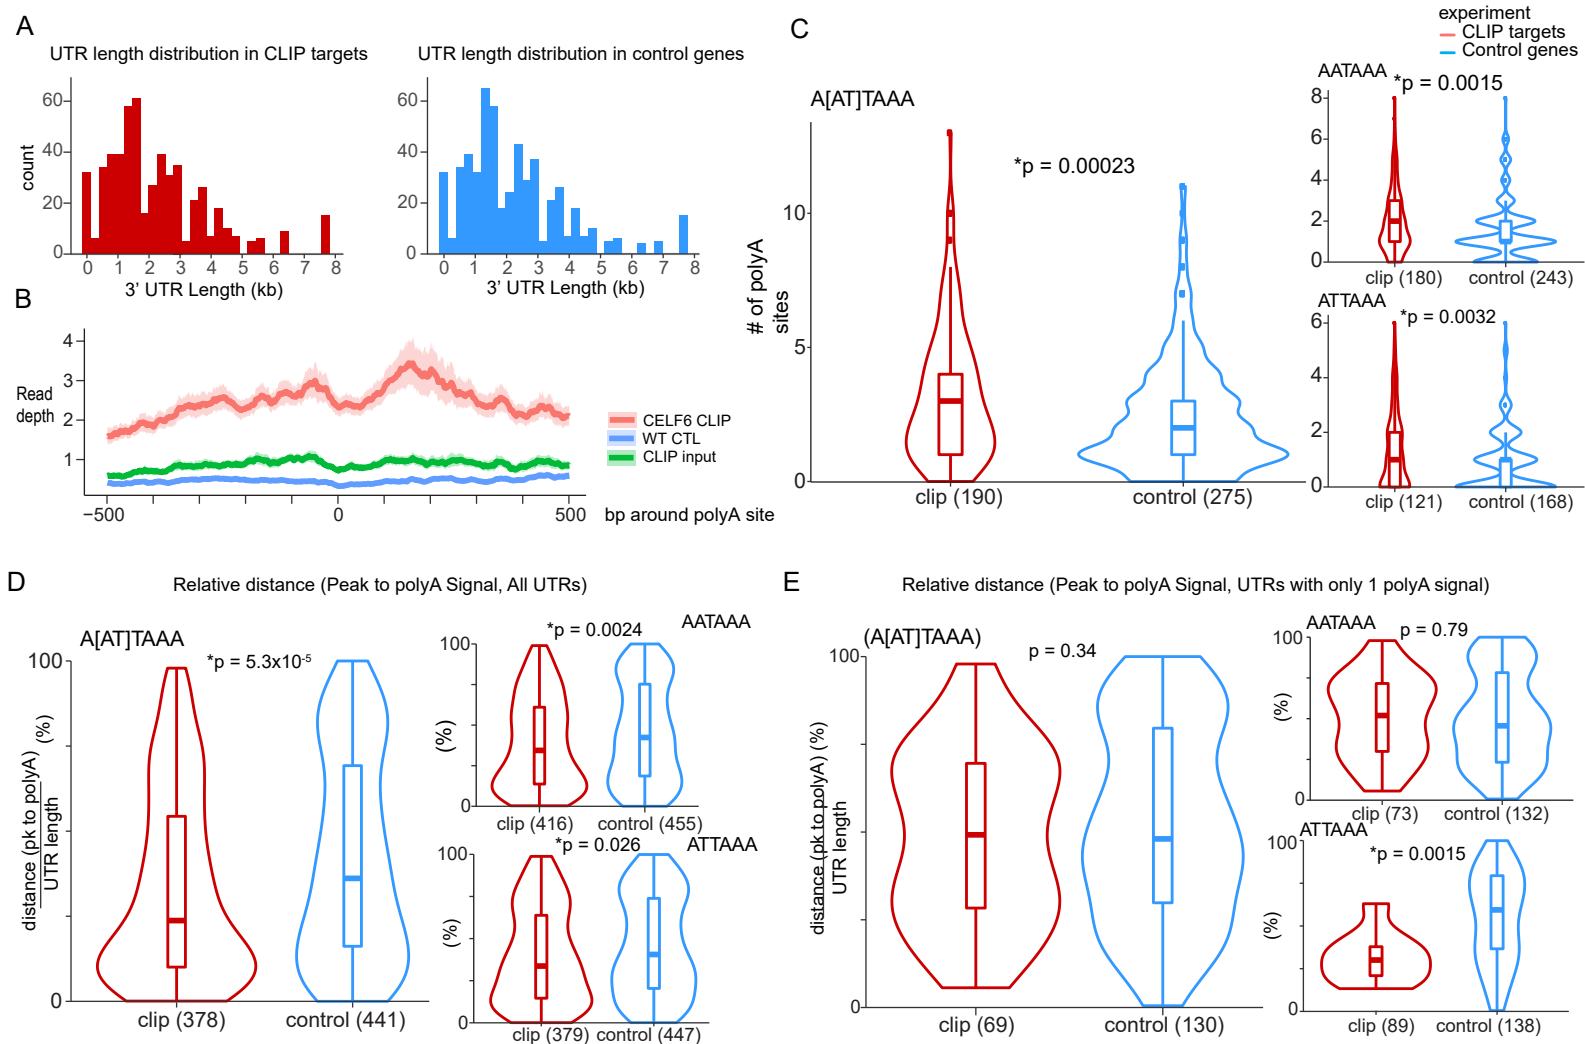 A
UTR length distribution in CLIP targets
UTR length distribution in control genes
count
60
40
20
0
0 1 2 3 4 5 6 7 8
3' UTR Length (kb)
60
40
20
0
0 1 2 3 4 5 6 7 8
3' UTR Length (kb)
B
Read
depth
4
3
2
1
−500
0
500
bp around polyA site
CELF6 CLIP
WT CTL
CLIP input
C
experiment
CLIP targets
Control genes
A[AT]TAAA
*p = 0.00023
# of polyA
sites
10
5
0
clip (190)
control (275)
AATAAA
*p = 0.0015
8
6
4
2
0
clip (180)
control (243)
ATTAAA
*p = 0.0032
6
4
2
0
clip (121)
control (168)
D
Relative distance (Peak to polyA Signal, All UTRs)
A[AT]TAAA
*p = 5.3x10-5
100
0
distance (pk to polyA)
UTR length
(%)
clip (378)
control (441)
*p = 0.0024
AATAAA
100
(%)
0
clip (416)
control (455)
*p = 0.026
ATTAAA
100
(%)
0
clip (379)
control (447)
E
Relative distance (Peak to polyA Signal, UTRs with only 1 polyA signal)
(A[AT]TAAA)
p = 0.34
100
0
distance (pk to polyA) (%)
UTR length
clip (69)
control (130)
AATAAA
p = 0.79
100
(%)
0
clip (73)
control (132)
ATTAAA
*p = 0.0015
100
(%)
0
clip (89)
control (138)